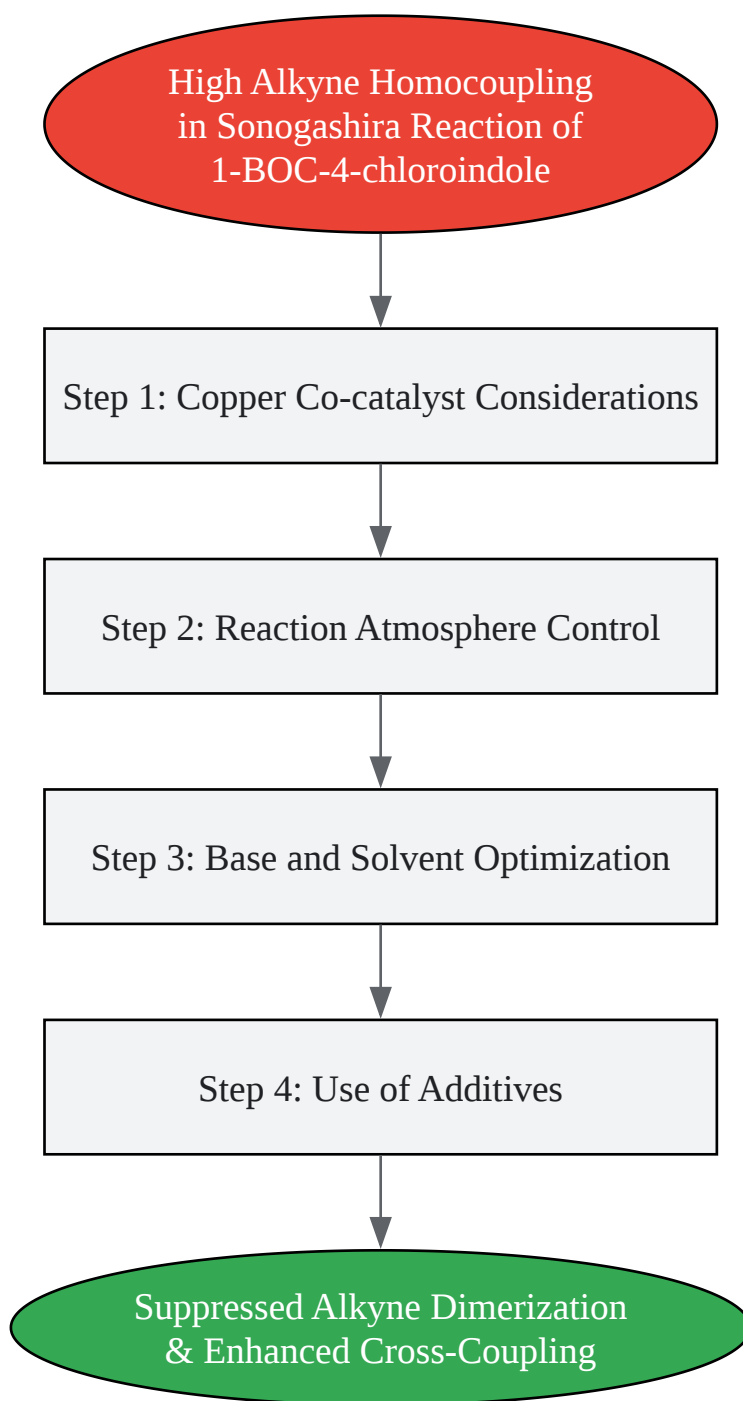 High Alkyne Homocoupling
in Sonogashira Reaction of
1-BOC-4-chloroindole
Step 1: Copper Co-catalyst Considerations
Step 2: Reaction Atmosphere Control
Step 3: Base and Solvent Optimization
Step 4: Use of Additives
Suppressed Alkyne Dimerization
& Enhanced Cross-Coupling